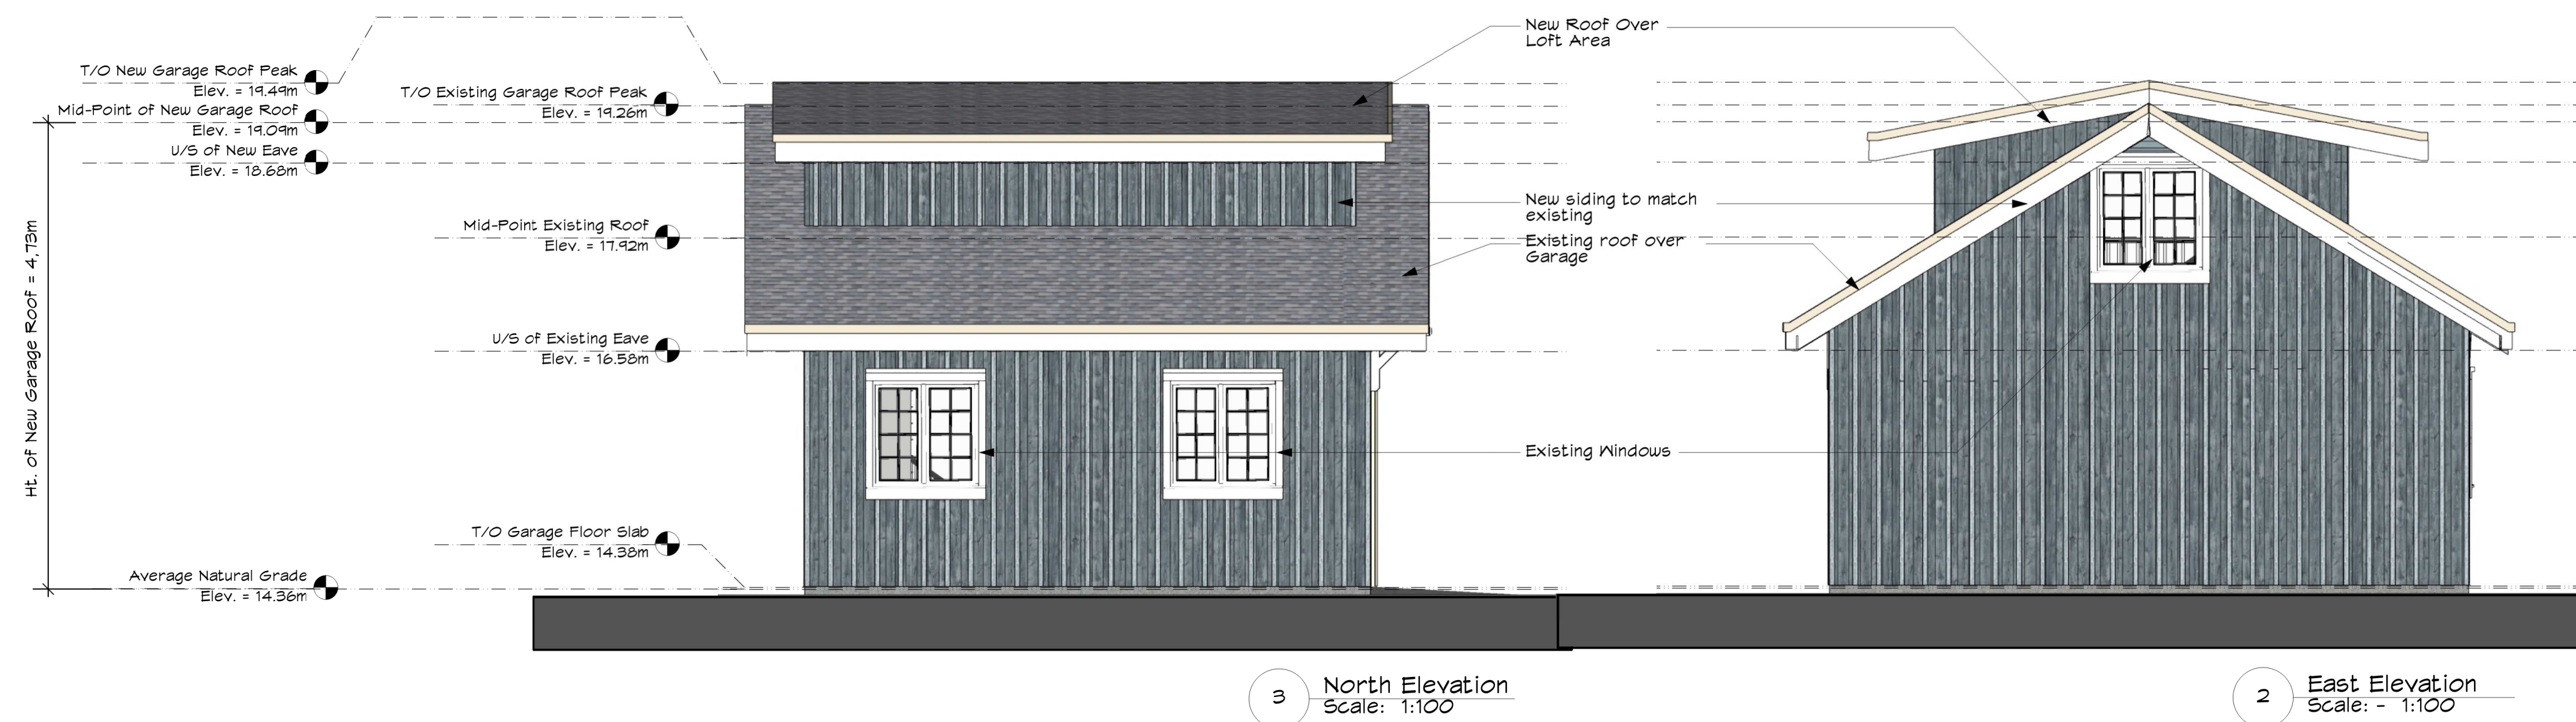 New Roof Over
Loft Area
T/O New Garage Roof Peak
Elev. = 19.49m
T/O Existing Garage Roof Peak
Elev. = 19.26m
Mid-Point of New Garage Roof
Elev. = 19.09m
U/S of New Eave
Elev. = 18.68m
New siding to match
existing
Mid-Point Existing Roof
Elev. = 17.92m
Existing roof over
Garage
Ht. of New Garage Roof = 4,73m
U/S of Existing Eave
Elev. = 16.58m
Existing Windows
T/O Garage Floor Slab
Elev. = 14.38m
Average Natural Grade
Elev. = 14.36m
3
North Elevation
Scale: 1:100
2
East Elevation
Scale: - 1:100